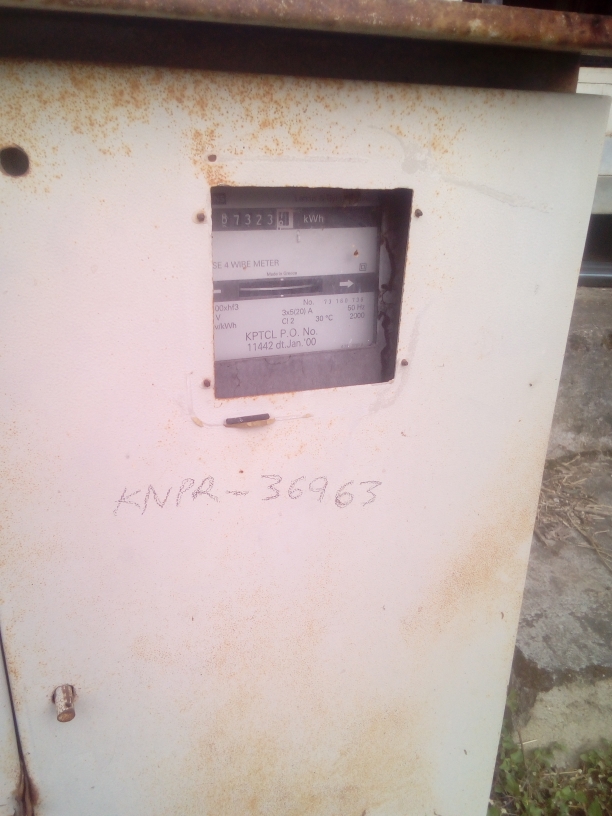 7323 kWh
SE 4 WIRE METER
No.
3x5(20) A 50 Hz
V
Cl 2 30 °C 2000
KPTCL P.O. No.
11442 dt.Jan.'00
KNPR-36963